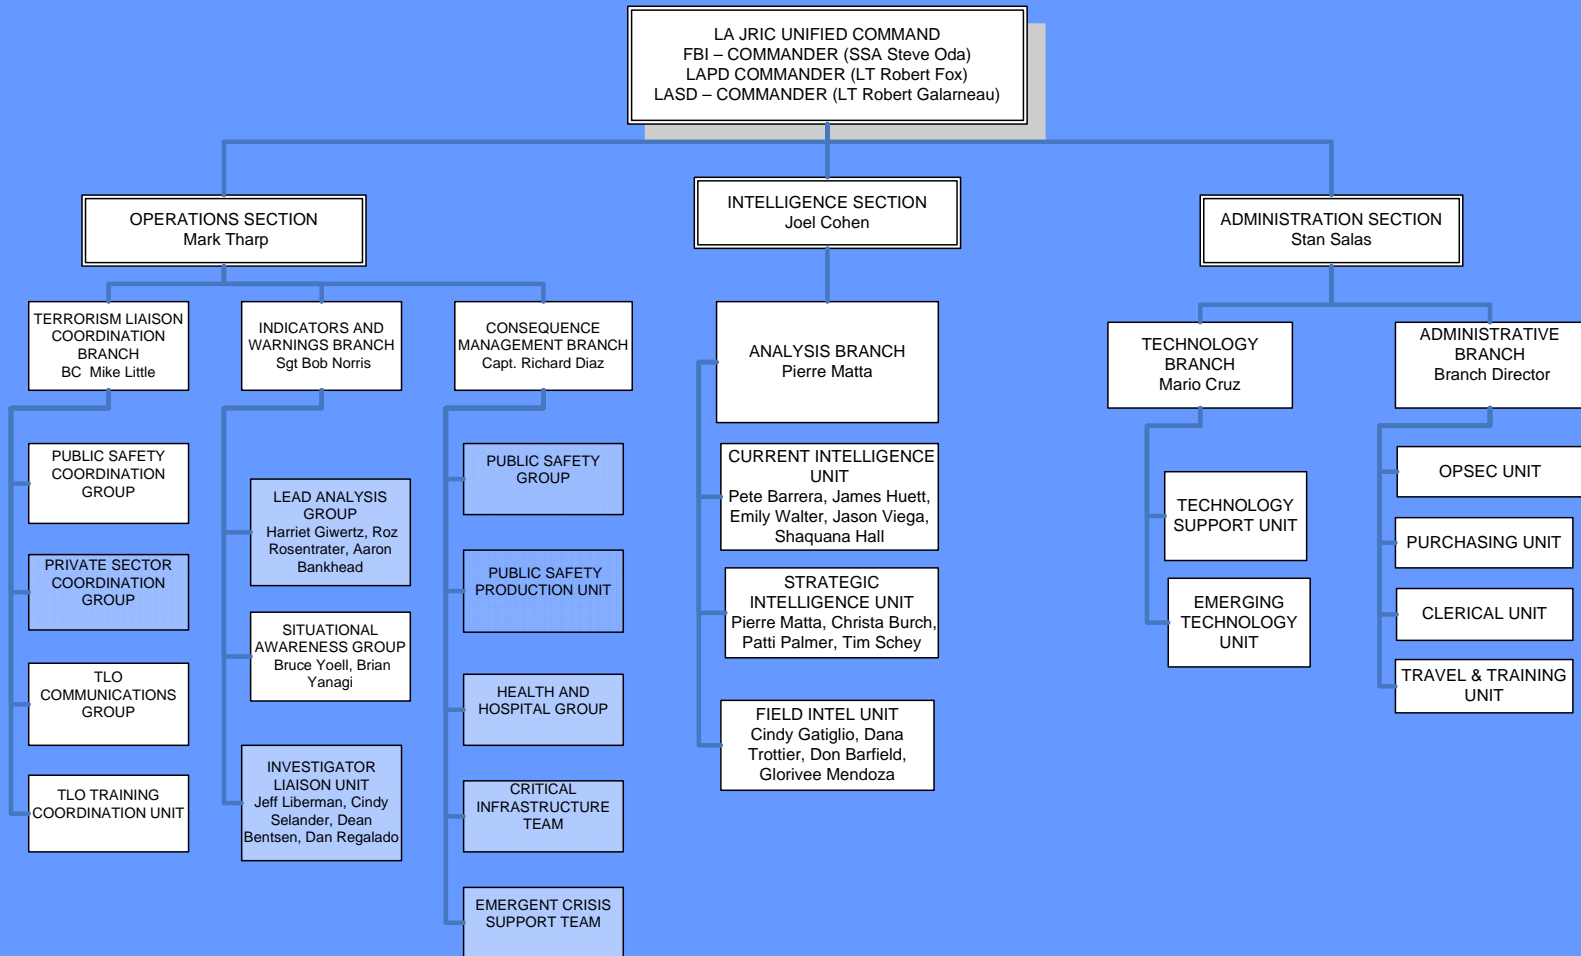 LA JRIC UNIFIED COMMAND
FBI – COMMANDER (SSA Steve Oda)
LAPD COMMANDER (LT Robert Fox)
LASD – COMMANDER (LT Robert Galarneau)
OPERATIONS SECTION
Mark Tharp
INTELLIGENCE SECTION
Joel Cohen
ADMINISTRATION SECTION
Stan Salas
TERRORISM LIAISON
COORDINATION
BRANCH
BC Mike Little
INDICATORS AND
WARNINGS BRANCH
Sgt Bob Norris
CONSEQUENCE
MANAGEMENT BRANCH
Capt. Richard Diaz
ANALYSIS BRANCH
Pierre Matta
TECHNOLOGY
BRANCH
Mario Cruz
ADMINISTRATIVE
BRANCH
Branch Director
PUBLIC SAFETY
COORDINATION
GROUP
PRIVATE SECTOR
COORDINATION
GROUP
TLO
COMMUNICATIONS
GROUP
TLO TRAINING
COORDINATION UNIT
LEAD ANALYSIS
GROUP
Harriet Giwertz, Roz
Rosentrater, Aaron
Bankhead
SITUATIONAL
AWARENESS GROUP
Bruce Yoell, Brian
Yanagi
INVESTIGATOR
LIAISON UNIT
Jeff Liberman, Cindy
Selander, Dean
Bentsen, Dan Regalado
PUBLIC SAFETY
GROUP
PUBLIC SAFETY
PRODUCTION UNIT
HEALTH AND
HOSPITAL GROUP
CRITICAL
INFRASTRUCTURE
TEAM
EMERGENT CRISIS
SUPPORT TEAM
CURRENT INTELLIGENCE
UNIT
Pete Barrera, James Huett,
Emily Walter, Jason Viega,
Shaquana Hall
STRATEGIC
INTELLIGENCE UNIT
Pierre Matta, Christa Burch,
Patti Palmer, Tim Schey
FIELD INTEL UNIT
Cindy Gatiglio, Dana
Trottier, Don Barfield,
Glorivee Mendoza
TECHNOLOGY
SUPPORT UNIT
EMERGING
TECHNOLOGY
UNIT
OPSEC UNIT
PURCHASING UNIT
CLERICAL UNIT
TRAVEL & TRAINING
UNIT